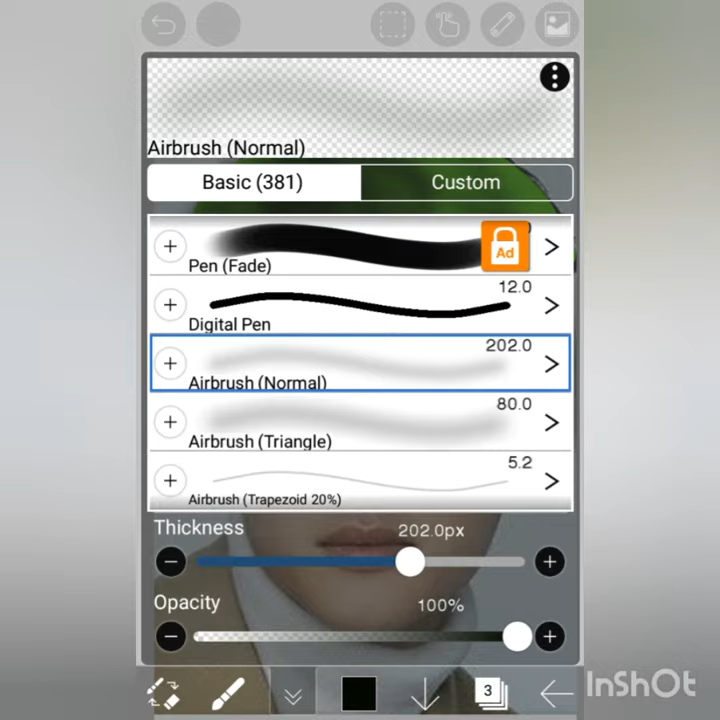 Airbrush (Normal)
Basic (381)
Custom
Ad
Pen (Fade)
12.0
Digital Pen
202.0
Airbrush (Normal)
80.0
Airbrush (Triangle)
5.2
Airbrush (Trapezoid 20%)
Thickness
202.0px
Opacity
100%
3
InShOt